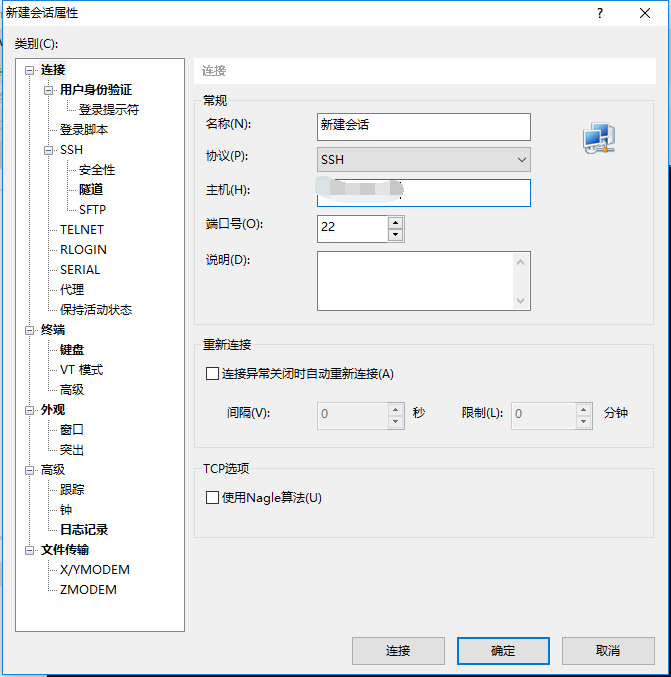 新建会话属性
类别(C):
连接
用户身份验证
登录提示符
登录脚本
SSH
安全性
隧道
SFTP
TELNET
RLOGIN
SERIAL
代理
保持活动状态
终端
键盘
VT 模式
高级
外观
窗口
突出
高级
跟踪
钟
日志记录
文件传输
X/YMODEM
ZMODEM
连接
常规
名称(N): 新建会话
协议(P): SSH
主机(H):
端口号(O): 22
说明(D):
重新连接
连接异常关闭时自动重新连接(A)
间隔(V): 0 秒 限制(L): 0 分钟
TCP选项
使用Nagle算法(U)
连接 确定 取消